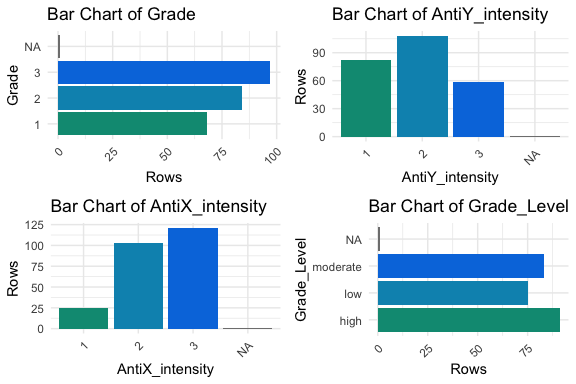 Bar Chart of Grade
Grade
NA
3
2
1
0
25
50
75
100
Rows
Bar Chart of AntiY_intensity
Rows
90
60
30
0
1
2
3
NA
AntiY_intensity
Bar Chart of AntiX_intensity
Rows
125
100
75
50
25
0
1
2
3
NA
AntiX_intensity
Bar Chart of Grade_Level
Grade_Level
NA
moderate
low
high
0
25
50
75
Rows